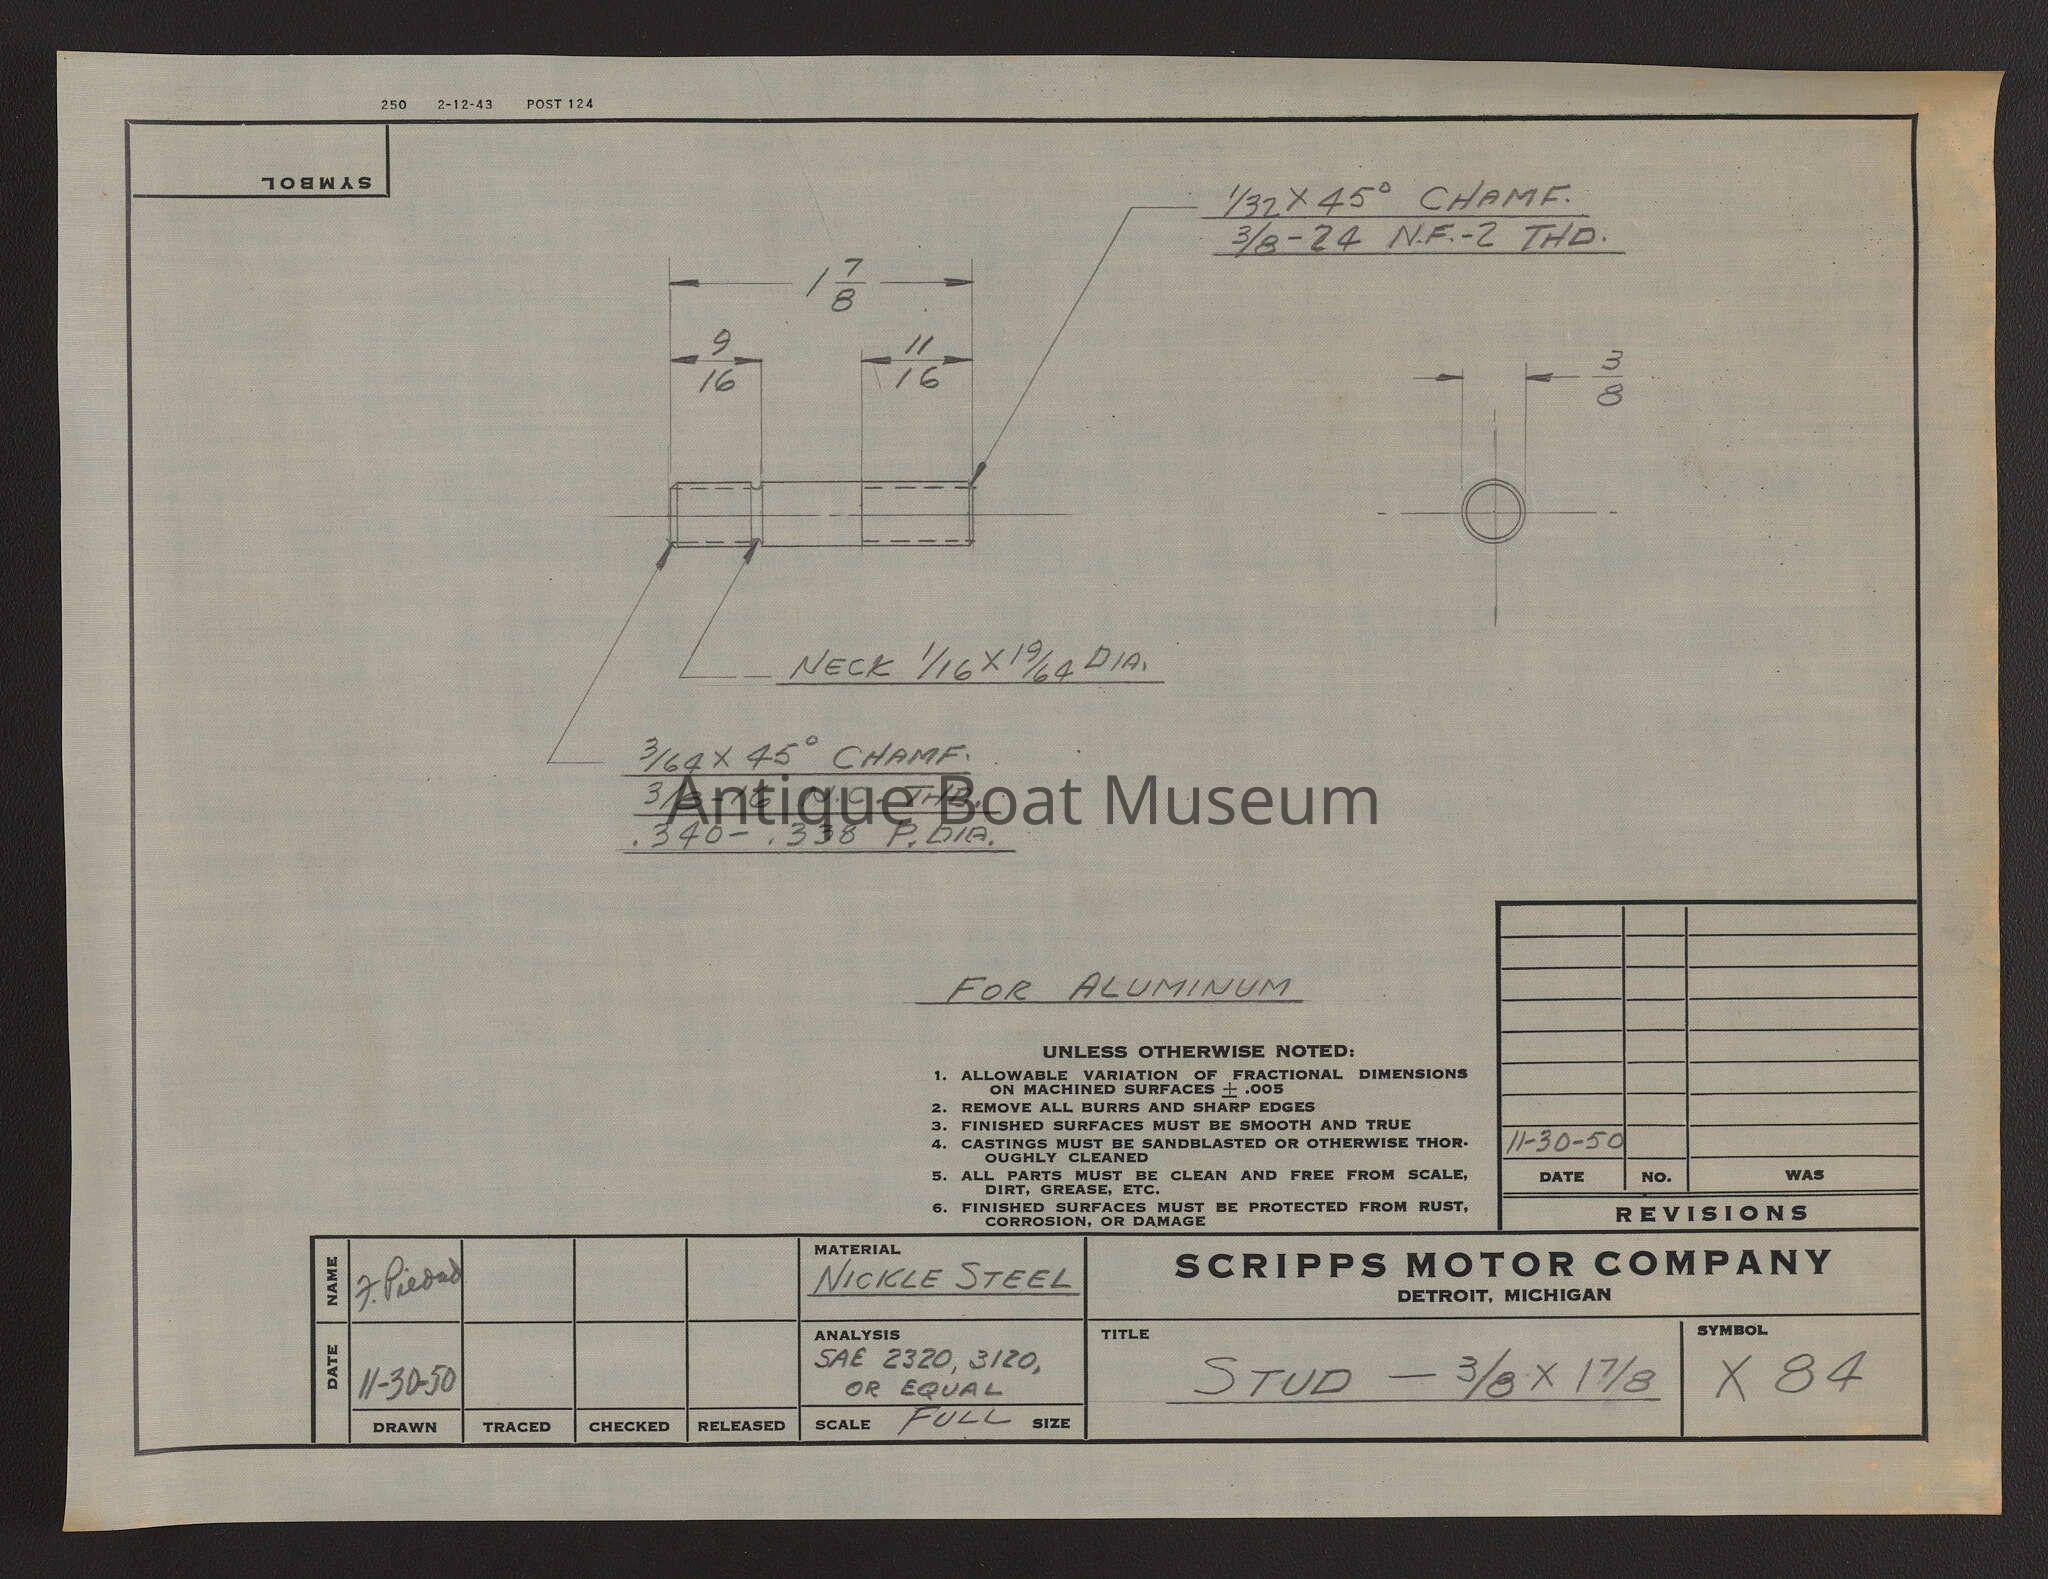 250 2-12-43 POST 124
SYMBOL
1/32 X 45° CHAMF.
3/8-24 N.F.-2 THD.
1 7/8
9/16
11/16
3/8
NECK 1/16 X 19/64 DIA.
3/64 X 45° CHAMF.
3/8-16 N.C. THD.
.340-.338 P. DIA.
Antique Boat Museum
FOR ALUMINUM
UNLESS OTHERWISE NOTED:
1. ALLOWABLE VARIATION OF FRACTIONAL DIMENSIONS
ON MACHINED SURFACES ± .005
2. REMOVE ALL BURRS AND SHARP EDGES
3. FINISHED SURFACES MUST BE SMOOTH AND TRUE
4. CASTINGS MUST BE SANDBLASTED OR OTHERWISE THOR-
OUGHLY CLEANED
5. ALL PARTS MUST BE CLEAN AND FREE FROM SCALE,
DIRT, GREASE, ETC.
6. FINISHED SURFACES MUST BE PROTECTED FROM RUST,
CORROSION, OR DAMAGE
11-30-50
DATE NO. WAS
REVISIONS
NAME F.
DATE 11-30-50
DRAWN TRACED CHECKED RELEASED
MATERIAL
NICKLE STEEL
ANALYSIS
SAE 2320, 3120,
OR EQUAL
SCALE FULL SIZE
SCRIPPS MOTOR COMPANY
DETROIT, MICHIGAN
TITLE
STUD - 3/8 X 1 7/8
SYMBOL
X 84